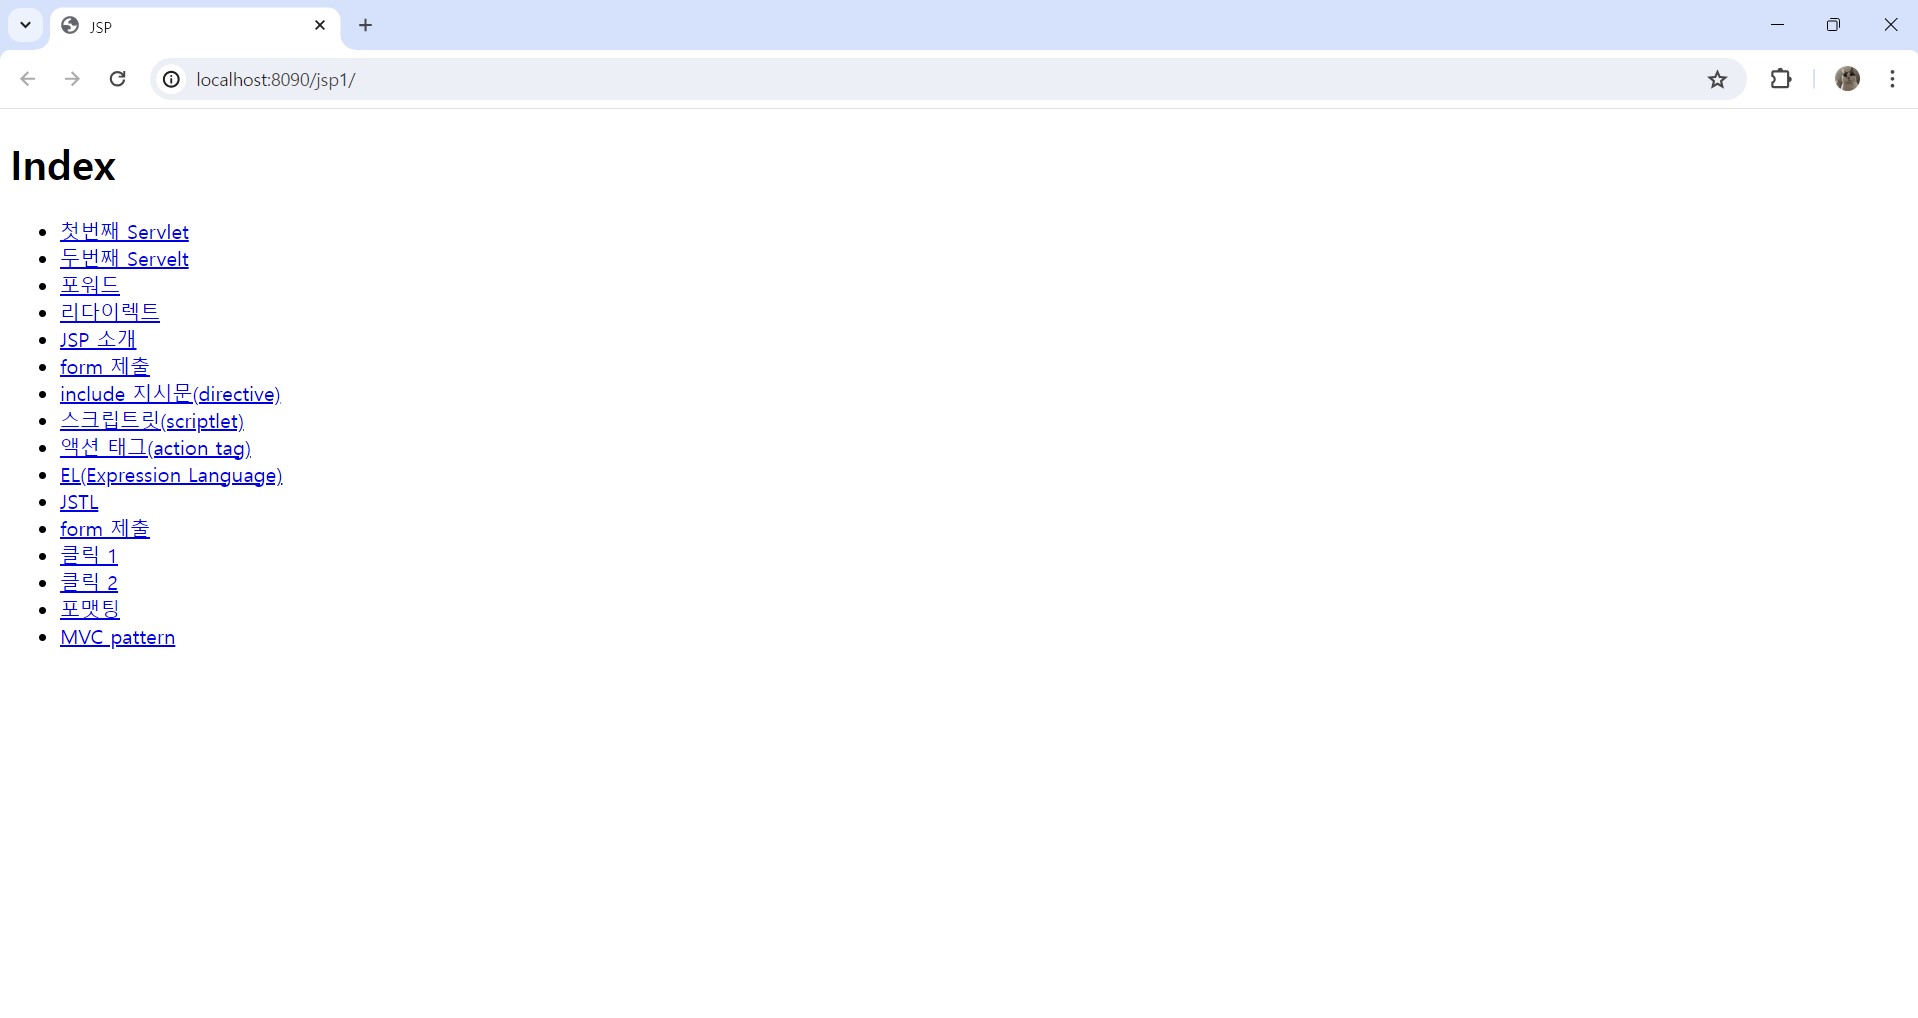 JSP
localhost:8090/jsp1/
Index
첫번째 Servlet
두번째 Servelt
포워드
리다이렉트
JSP 소개
form 제출
include 지시문(directive)
스크립트릿(scriptlet)
액션 태그(action tag)
EL(Expression Language)
JSTL
form 제출
클릭 1
클릭 2
포맷팅
MVC pattern